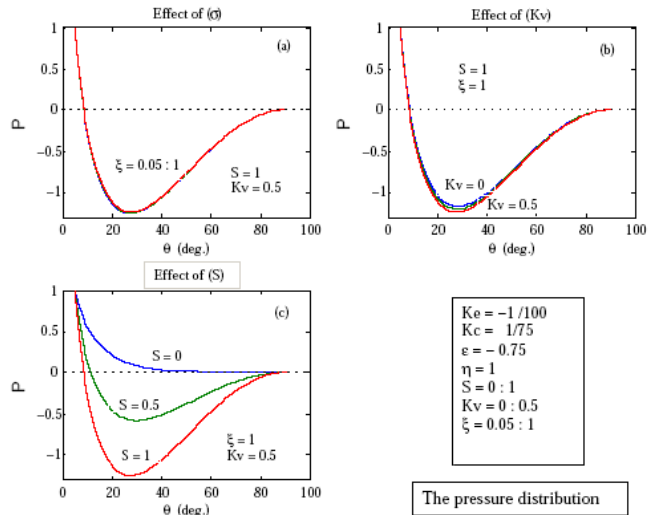 Effect of (σ)
(a)
1
0.5
0
−0.5
−1
P
ξ = 0.05 : 1
S = 1
Kv = 0.5
0 20 40 60 80 100
θ (deg.)
Effect of (Kv)
(b)
1
0.5
0
−0.5
−1
P
S = 1
ξ = 1
Kv = 0
Kv = 0.5
0 20 40 60 80 100
θ (deg.)
Effect of (S)
(c)
1
0.5
0
−0.5
−1
P
S = 0
S = 0.5
S = 1
ξ = 1
Kv = 0.5
0 20 40 60 80 100
θ (deg.)
Ke = −1 /100
Kc = 1/75
ε = − 0.75
η = 1
S = 0 : 1
Kv = 0 : 0.5
ξ = 0.05 : 1
The pressure distribution